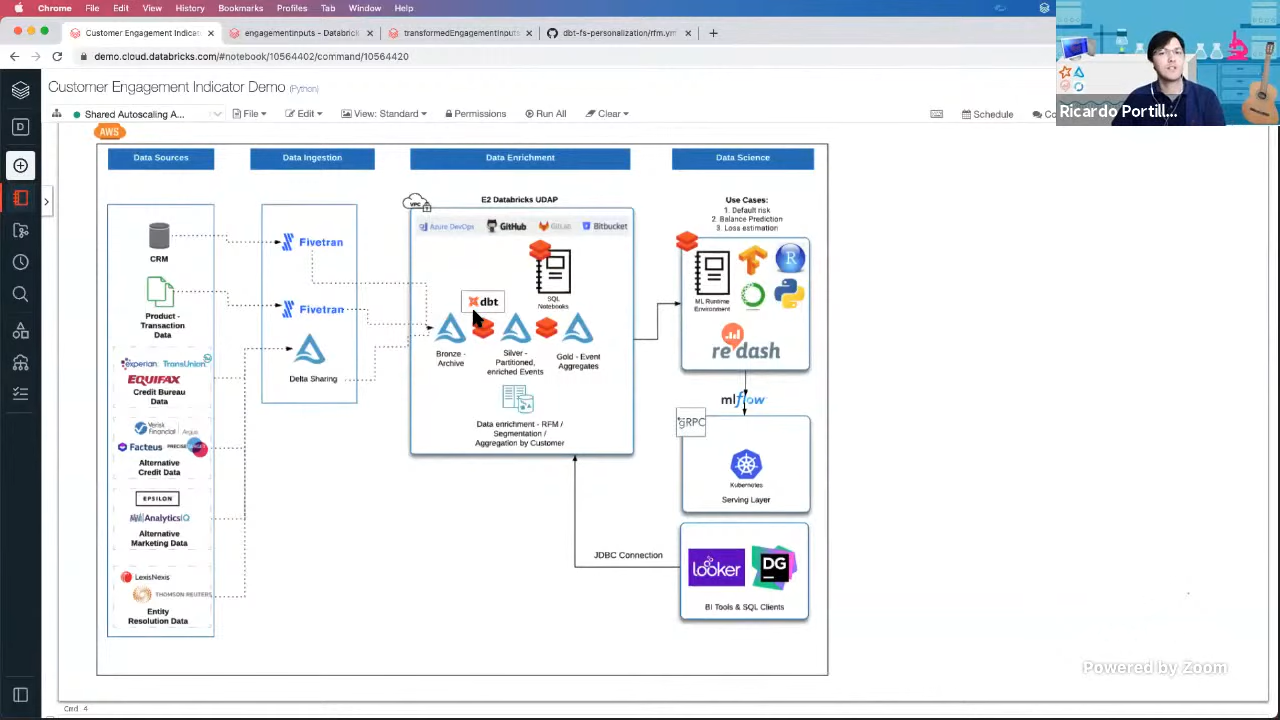 Chrome File Edit View History Bookmarks Profiles Tab Window Help
Customer Engagement Indicat
engagementInputs - Databrick
transformedEngagementInputs
dbt-fs-personalization/rfm.ym
demo.cloud.databricks.com/#notebook/10564402/command/10564420
Customer Engagement Indicator Demo (Python)
Shared Autoscaling A...
File
Edit
View: Standard
Permissions
Run All
Clear
Schedule
Co
Ricardo Portill...
AWS
Data Sources
Data Ingestion
Data Enrichment
Data Science
CRM
Product -
Transaction
Data
experian TransUnion
EQUIFAX
Credit Bureau
Data
Verisk
Financial Argus
Facteus PRECISE
Alternative
Credit Data
EPSILON
AnalyticsIQ
Alternative
Marketing Data
LexisNexis
THOMSON REUTERS
Entity
Resolution Data
Fivetran
Fivetran
Delta Sharing
VPC
E2 Databricks UDAP
Azure DevOps
GitHub
GitLab
Bitbucket
SQL
Notebooks
dbt
Bronze -
Archive
Silver -
Partitioned,
enriched Events
Gold - Event
Aggregates
Data enrichment - RFM /
Segmentation /
Aggregation by Customer
Use Cases:
1. Default risk
2. Balance Prediction
3. Loss estimation
ML Runtime
Environment
R
redash
mlflow
gRPC
Kubernetes
Serving Layer
JDBC Connection
looker
DG
BI Tools & SQL Clients
Powered by Zoom
Cmd 4